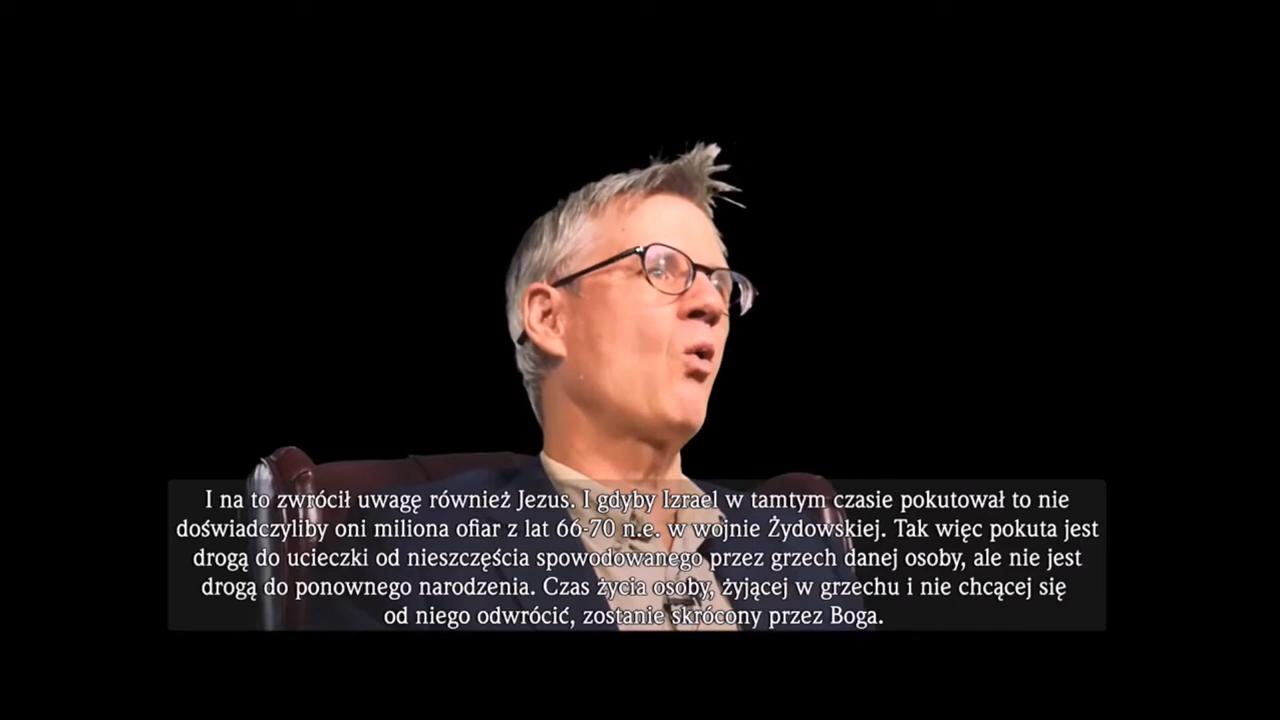 I na to zwrócił uwagę również Jezus. I gdyby Izrael w tamtym czasie pokutował to nie
doświadczyliby oni miliona ofiar z lat 66-70 n.e. w wojnie Żydowskiej. Tak więc pokuta jest
drogą do ucieczki od nieszczęścia spowodowanego przez grzech danej osoby, ale nie jest
drogą do ponownego narodzenia. Czas życia osoby, żyjącej w grzechu i nie chcącej się
od niego odwrócić, zostanie skrócony przez Boga.